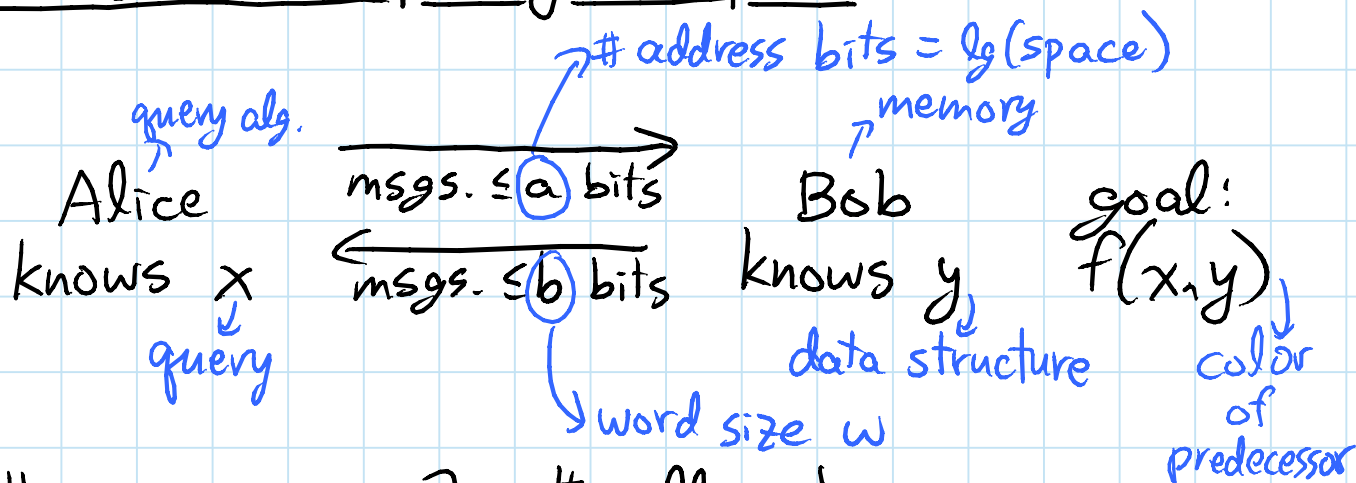 # address bits = lg(space)
query alg.
memory
Alice
msgs. ≤ a bits
Bob
goal:
knows x
msgs. ≤ b bits
knows y
f(x,y)
query
data structure
color
of
predecessor
word size w